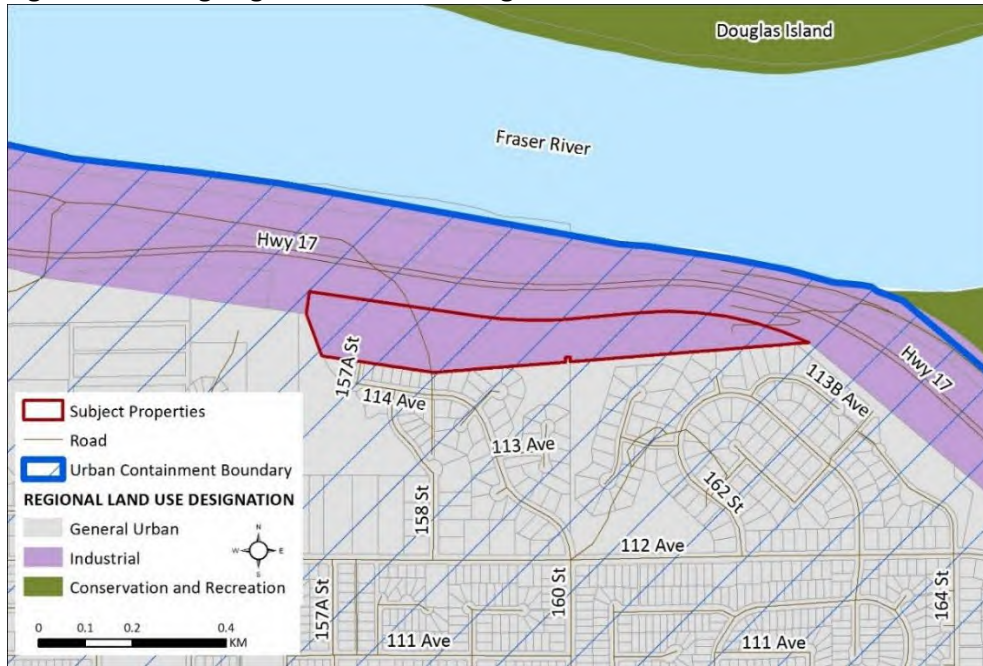 Douglas Island
Fraser River
Hwy 17
Hwy 17
157A St
114 Ave
113B Ave
113 Ave
158 St
162 St
112 Ave
157A St
160 St
164 St
111 Ave
111 Ave
Subject Properties
Road
Urban Containment Boundary
REGIONAL LAND USE DESIGNATION
General Urban
Industrial
Conservation and Recreation
N
W E
S
0 0.1 0.2 0.4
KM